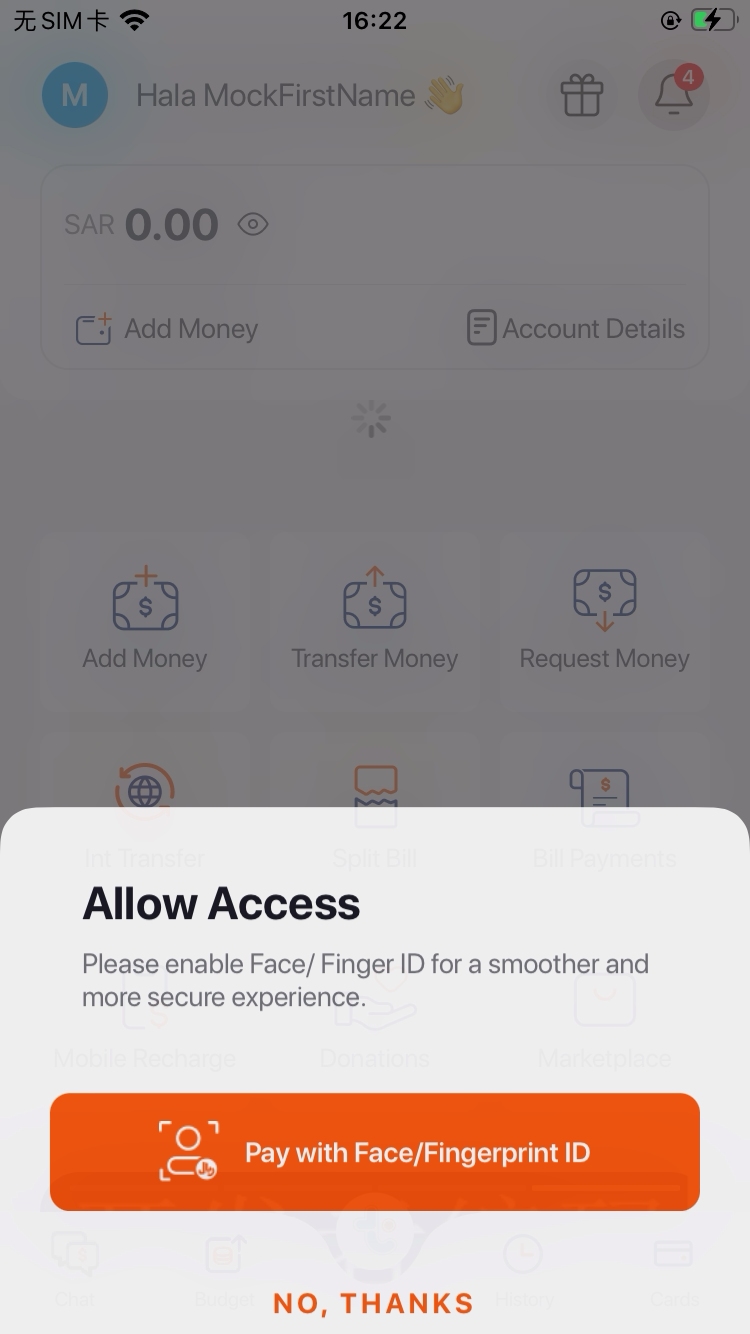 无SIM卡
16:22
M
Hala MockFirstName 👋
4
SAR 0.00
Add Money
Account Details
Add Money
Transfer Money
Request Money
Int Transfer
Split Bill
Bill Payments
Allow Access
Please enable Face/ Finger ID for a smoother and
more secure experience.
Mobile Recharge
Donations
Marketplace
Pay with Face/Fingerprint ID
Chat
Budget
History
Cards
NO, THANKS